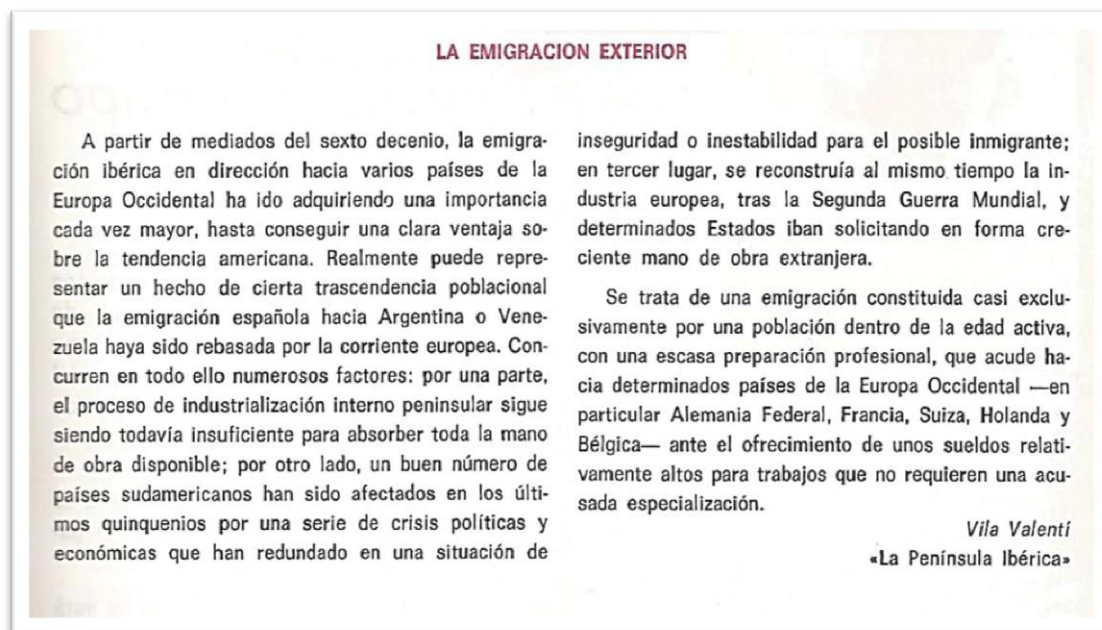 LA EMIGRACION EXTERIOR
A partir de mediados del sexto decenio, la emigra-
ción ibérica en dirección hacia varios países de la
Europa Occidental ha ido adquiriendo una importancia
cada vez mayor, hasta conseguir una clara ventaja so-
bre la tendencia americana. Realmente puede repre-
sentar un hecho de cierta trascendencia poblacional
que la emigración española hacia Argentina o Vene-
zuela haya sido rebasada por la corriente europea. Con-
curren en todo ello numerosos factores: por una parte,
el proceso de industrialización interno peninsular sigue
siendo todavía insuficiente para absorber toda la mano
de obra disponible; por otro lado, un buen número de
países sudamericanos han sido afectados en los últi-
mos quinquenios por una serie de crisis políticas y
económicas que han redundado en una situación de
inseguridad o inestabilidad para el posible inmigrante;
en tercer lugar, se reconstruía al mismo tiempo la in-
dustria europea, tras la Segunda Guerra Mundial, y
determinados Estados iban solicitando en forma cre-
ciente mano de obra extranjera.
Se trata de una emigración constituida casi exclu-
sivamente por una población dentro de la edad activa,
con una escasa preparación profesional, que acude ha-
cia determinados países de la Europa Occidental —en
particular Alemania Federal, Francia, Suiza, Holanda y
Bélgica— ante el ofrecimiento de unos sueldos relati-
vamente altos para trabajos que no requieren una acu-
sada especialización.
Vila Valentí
«La Península Ibérica»